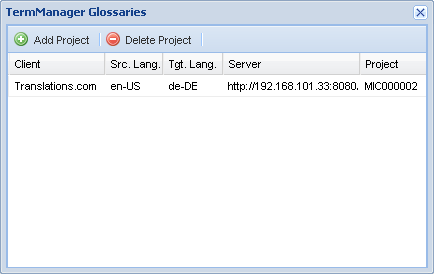 TermManager Glossaries
Add Project Delete Project
Client Src. Lang. Tgt. Lang. Server Project
Translations.com en-US de-DE http://192.168.101.33:8080. MIC000002